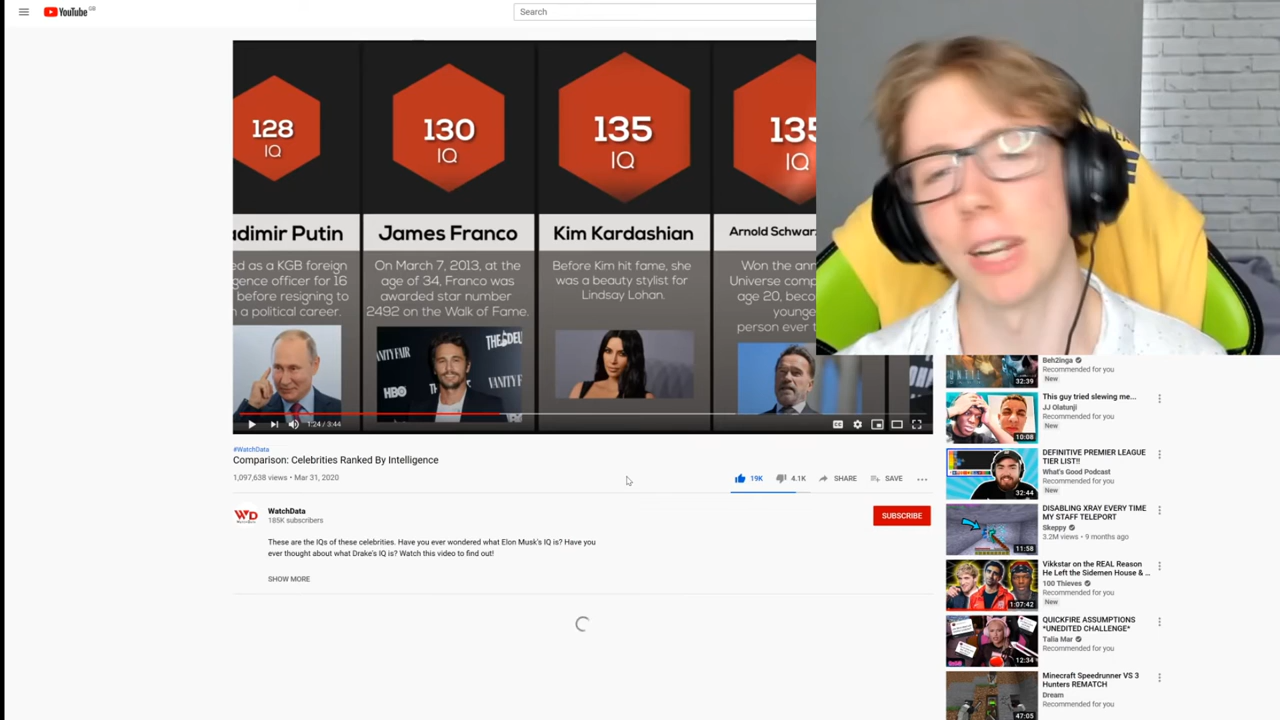 YouTube GB
Search
128
IQ
130
IQ
135
IQ
135
IQ
adimir Putin
James Franco
Kim Kardashian
Arnold Schwarz
ed as a KGB foreign
gence officer for 16
before resigning to
a political career.
On March 7, 2013, at the
age of 34, Franco was
awarded star number
2492 on the Walk of Fame.
Before Kim hit fame, she
was a beauty stylist for
Lindsay Lohan.
Won the ann
Universe comp
age 20, beco
younge
person ever t
VANITY FAIR
HBO
1:24 / 3:44
#WatchData
Comparison: Celebrities Ranked By Intelligence
1,097,638 views • Mar 31, 2020
19K
4.1K
SHARE
SAVE
WatchData
185K subscribers
SUBSCRIBE
These are the IQs of these celebrities. Have you ever wondered what Elon Musk's IQ is? Have you
ever thought about what Drake's IQ is? Watch this video to find out!
SHOW MORE
Beh2inga
Recommended for you
New
32:39
This guy tried slewing me...
JJ Olatunji
Recommended for you
New
10:08
DEFINITIVE PREMIER LEAGUE
TIER LIST!!
What's Good Podcast
Recommended for you
New
32:44
DISABLING XRAY EVERY TIME
MY STAFF TELEPORT
Skeppy
3.2M views • 9 months ago
11:58
Vikkstar on the REAL Reason
He Left the Sidemen House & ...
100 Thieves
Recommended for you
New
1:07:42
QUICKFIRE ASSUMPTIONS
*UNEDITED CHALLENGE*
Talia Mar
Recommended for you
12:34
Minecraft Speedrunner VS 3
Hunters REMATCH
Dream
Recommended for you
47:05